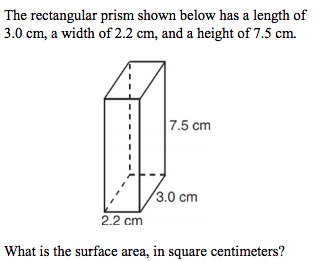 The rectangular prism shown below has a length of
3.0 cm, a width of 2.2 cm, and a height of 7.5 cm.
7.5 cm
3.0 cm
2.2 cm
What is the surface area, in square centimeters?